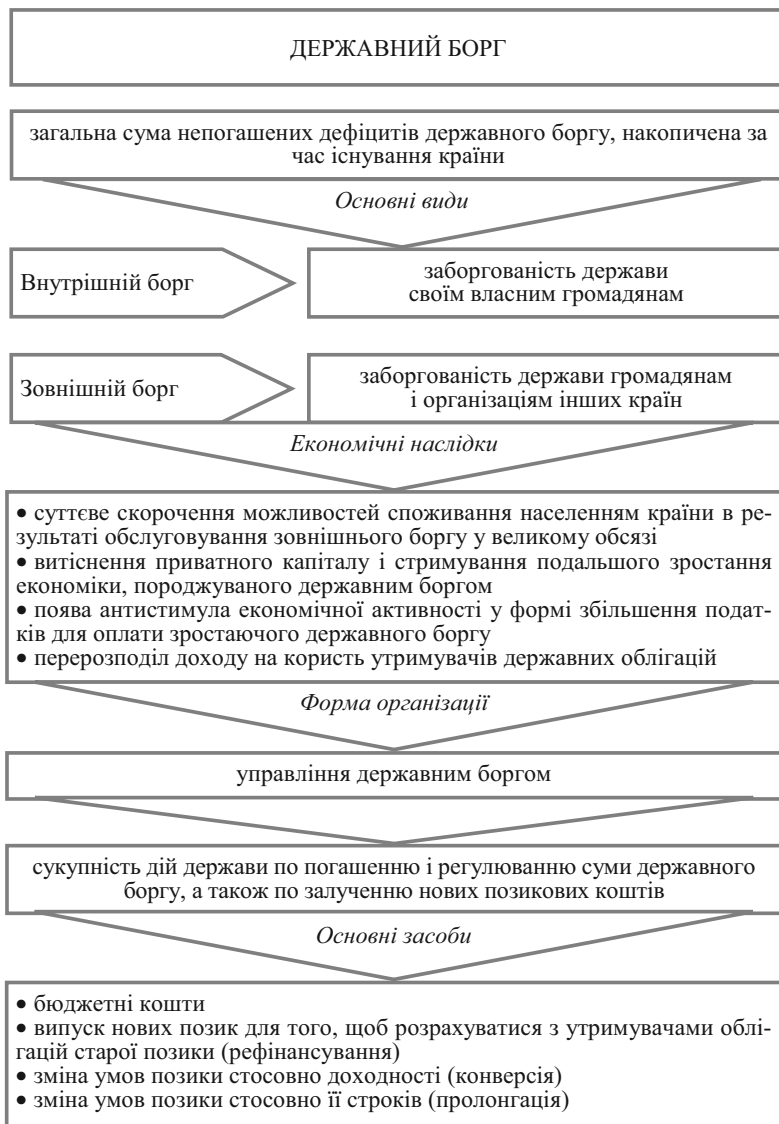 ДЕРЖАВНИЙ БОРГ
загальна сума непогашених дефіцитів державного боргу, накопичена за
час існування країни
Основні види
Внутрішній борг
заборгованість держави
своїм власним громадянам
Зовнішній борг
заборгованість держави громадянам
і організаціям інших країн
Економічні наслідки
• суттєве скорочення можливостей споживання населенням країни в ре-
зультаті обслуговування зовнішнього боргу у великому обсязі
• витіснення приватного капіталу і стримування подальшого зростання
економіки, породжуваного державним боргом
• поява антистимула економічної активності у формі збільшення подат-
ків для оплати зростаючого державного боргу
• перерозподіл доходу на користь утримувачів державних облігацій
Форма організації
управління державним боргом
сукупність дій держави по погашенню і регулюванню суми державного
боргу, а також по залученню нових позикових коштів
Основні засоби
• бюджетні кошти
• випуск нових позик для того, щоб розрахуватися з утримувачами облі-
гацій старої позики (рефінансування)
• зміна умов позики стосовно доходності (конверсія)
• зміна умов позики стосовно її строків (пролонгація)